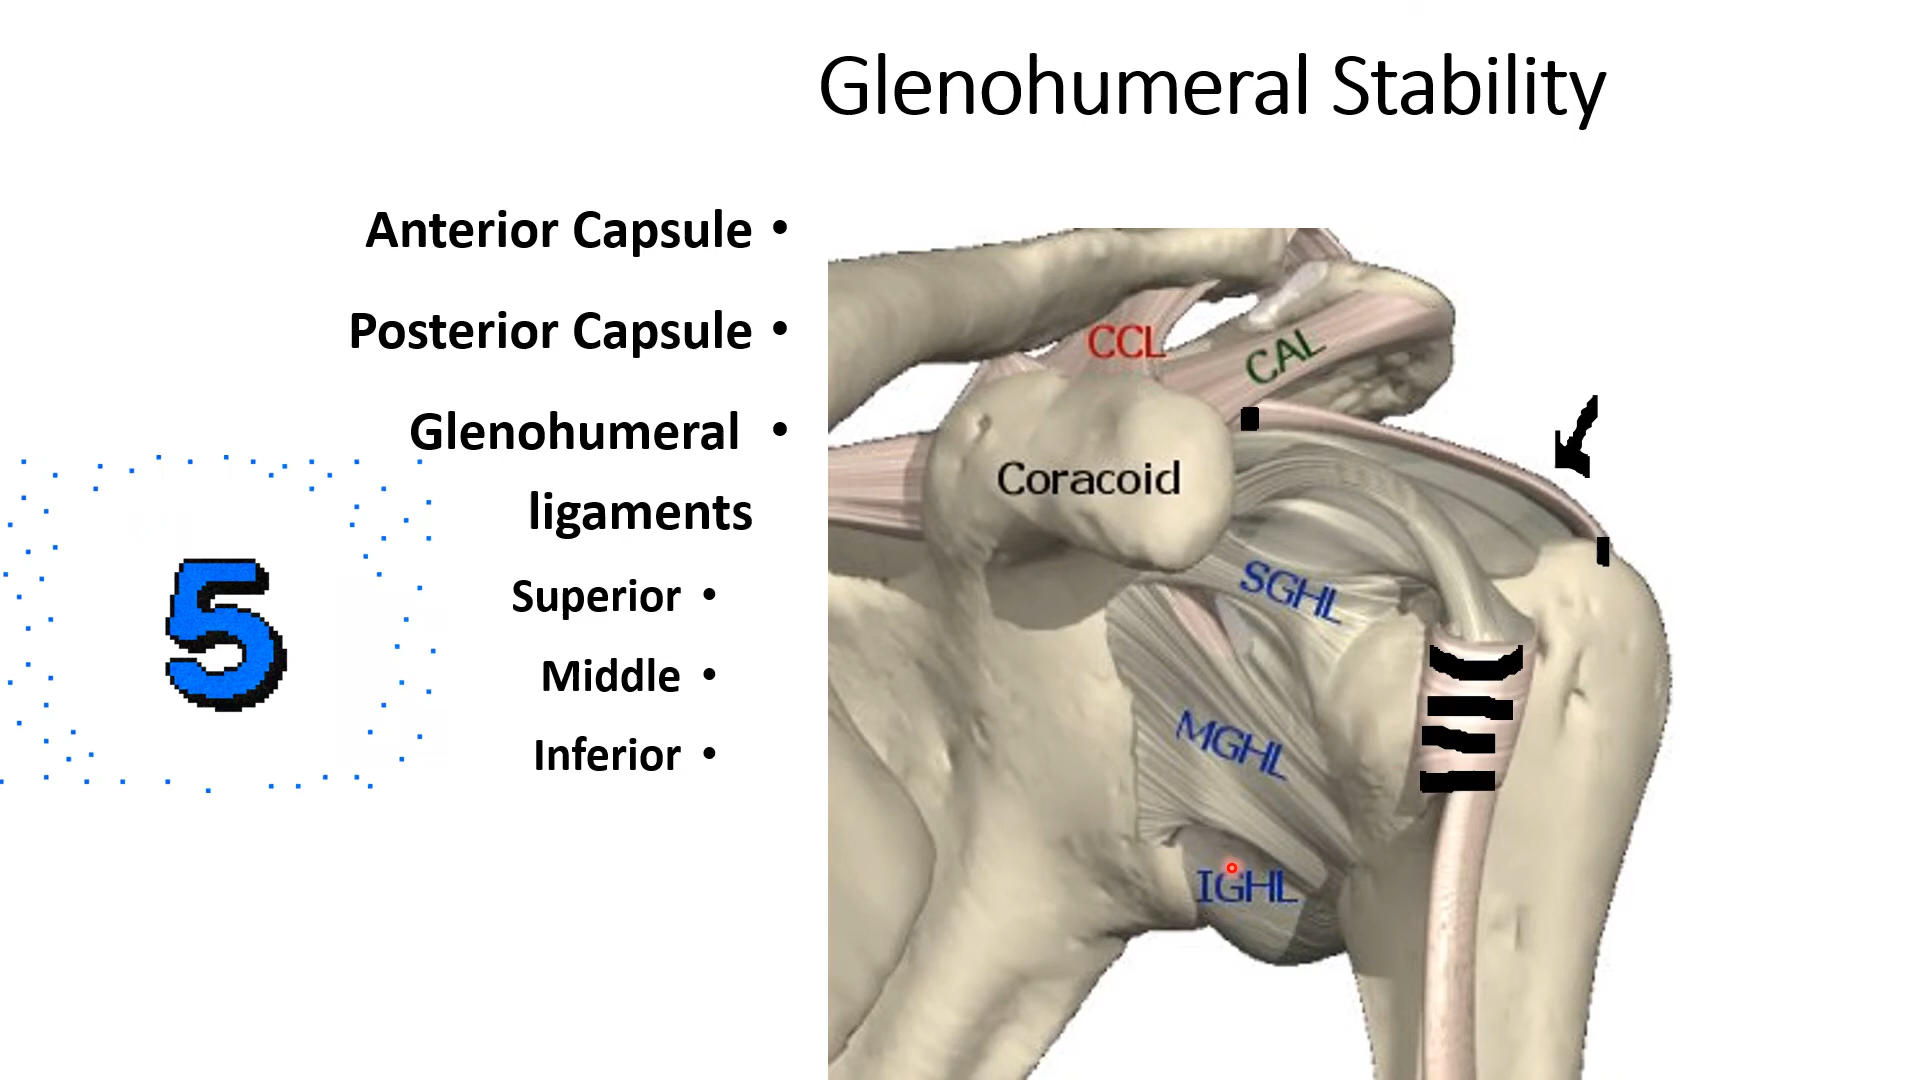 Glenohumeral Stability
• Anterior Capsule
• Posterior Capsule
• Glenohumeral
ligaments
• Superior
• Middle
• Inferior
5
CCL
CAL
Coracoid
SGHL
MGHL
IGHL